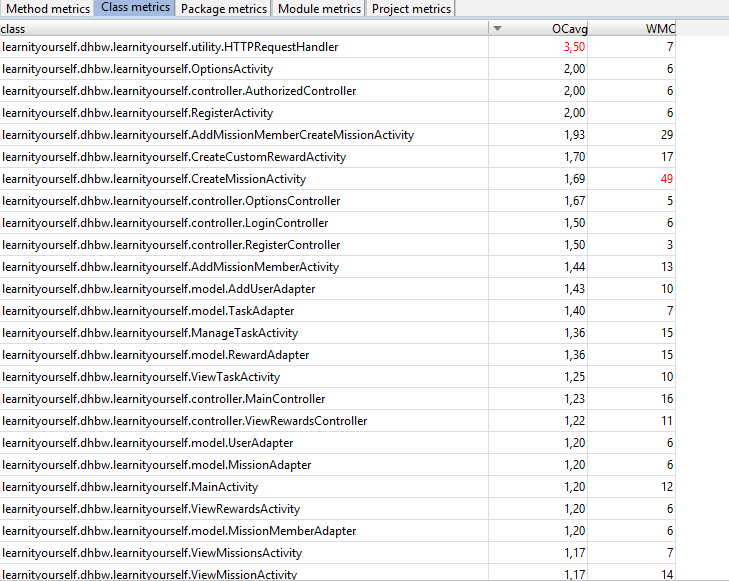 Method metrics Class metrics Package metrics Module metrics Project metrics
class OCavg WMC
learnityourself.dhbw.learnityourself.utility.HTTPRequestHandler 3,50 7
learnityourself.dhbw.learnityourself.OptionsActivity 2,00 6
learnityourself.dhbw.learnityourself.controller.AuthorizedController 2,00 6
learnityourself.dhbw.learnityourself.RegisterActivity 2,00 6
learnityourself.dhbw.learnityourself.AddMissionMemberCreateMissionActivity 1,93 29
learnityourself.dhbw.learnityourself.CreateCustomRewardActivity 1,70 17
learnityourself.dhbw.learnityourself.CreateMissionActivity 1,69 49
learnityourself.dhbw.learnityourself.controller.OptionsController 1,67 5
learnityourself.dhbw.learnityourself.controller.LoginController 1,50 6
learnityourself.dhbw.learnityourself.controller.RegisterController 1,50 3
learnityourself.dhbw.learnityourself.AddMissionMemberActivity 1,44 13
learnityourself.dhbw.learnityourself.model.AddUserAdapter 1,43 10
learnityourself.dhbw.learnityourself.model.TaskAdapter 1,40 7
learnityourself.dhbw.learnityourself.ManageTaskActivity 1,36 15
learnityourself.dhbw.learnityourself.model.RewardAdapter 1,36 15
learnityourself.dhbw.learnityourself.ViewTaskActivity 1,25 10
learnityourself.dhbw.learnityourself.controller.MainController 1,23 16
learnityourself.dhbw.learnityourself.controller.ViewRewardsController 1,22 11
learnityourself.dhbw.learnityourself.model.UserAdapter 1,20 6
learnityourself.dhbw.learnityourself.model.MissionAdapter 1,20 6
learnityourself.dhbw.learnityourself.MainActivity 1,20 12
learnityourself.dhbw.learnityourself.ViewRewardsActivity 1,20 6
learnityourself.dhbw.learnityourself.model.MissionMemberAdapter 1,20 6
learnityourself.dhbw.learnityourself.ViewMissionsActivity 1,17 7
learnityourself.dhbw.learnityourself.ViewMissionActivity 1,17 14